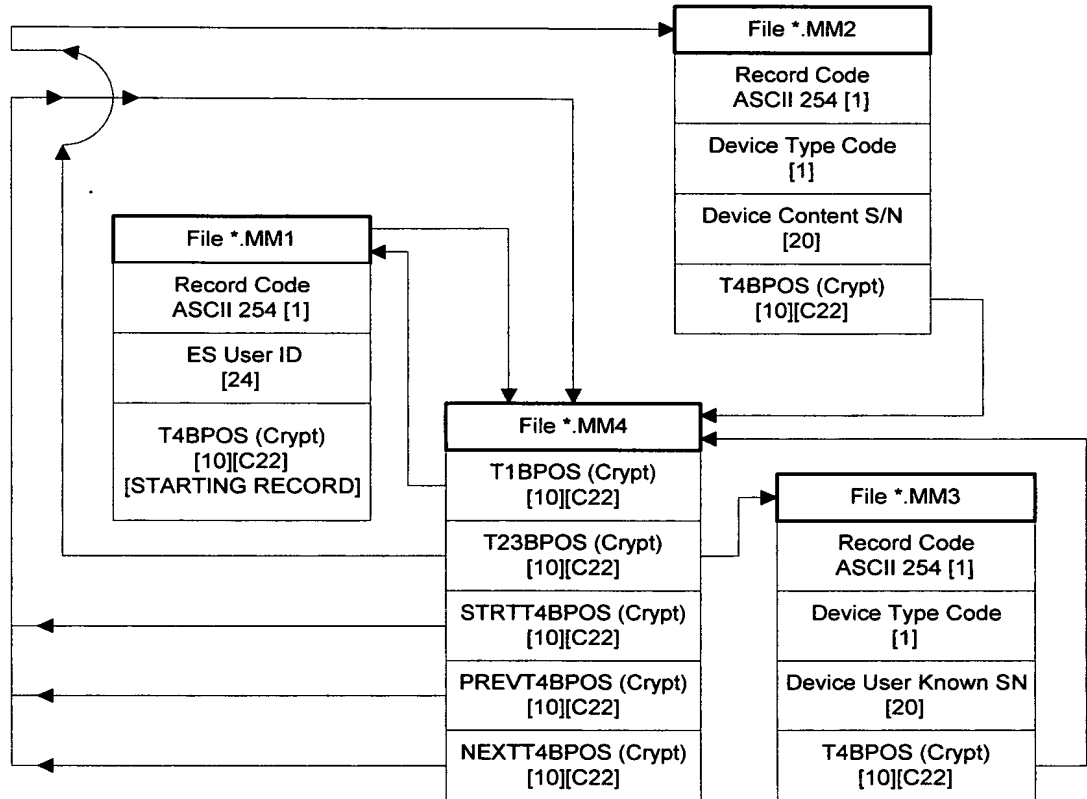 File *.MM2
Record Code
ASCII 254 [1]
Device Type Code
[1]
Device Content S/N
[20]
T4BPOS (Crypt)
[10][C22]
File *.MM1
Record Code
ASCII 254 [1]
ES User ID
[24]
T4BPOS (Crypt)
[10][C22]
[STARTING RECORD]
File *.MM4
T1BPOS (Crypt)
[10][C22]
T23BPOS (Crypt)
[10][C22]
STRTT4BPOS (Crypt)
[10][C22]
PREVT4BPOS (Crypt)
[10][C22]
NEXTT4BPOS (Crypt)
[10][C22]
File *.MM3
Record Code
ASCII 254 [1]
Device Type Code
[1]
Device User Known SN
[20]
T4BPOS (Crypt)
[10][C22]